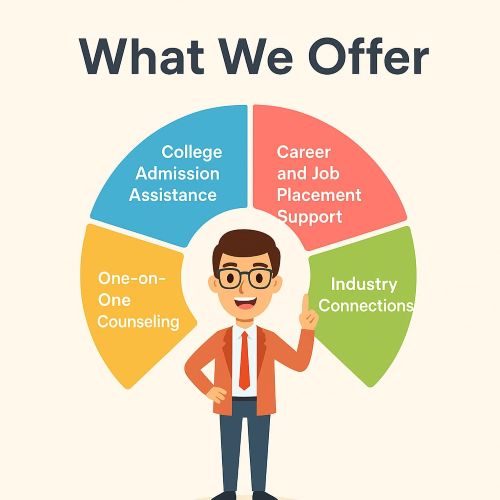 What We Offer
College
Admission
Assistance
Career
and Job
Placement
Support
One-on-
One
Counseling
Industry
Connections